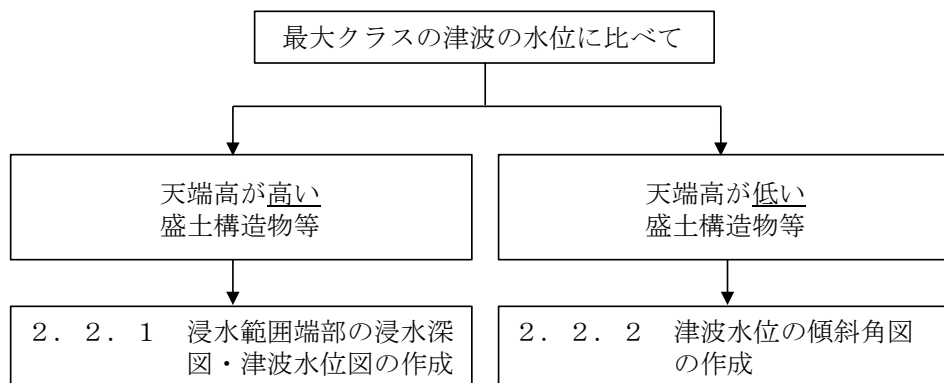 最大クラスの津波の水位に比べて
天端高が高い
盛土構造物等
天端高が低い
盛土構造物等
２．２．１　浸水範囲端部の浸水深
図・津波水位図の作成
２．２．２　津波水位の傾斜角図
の作成